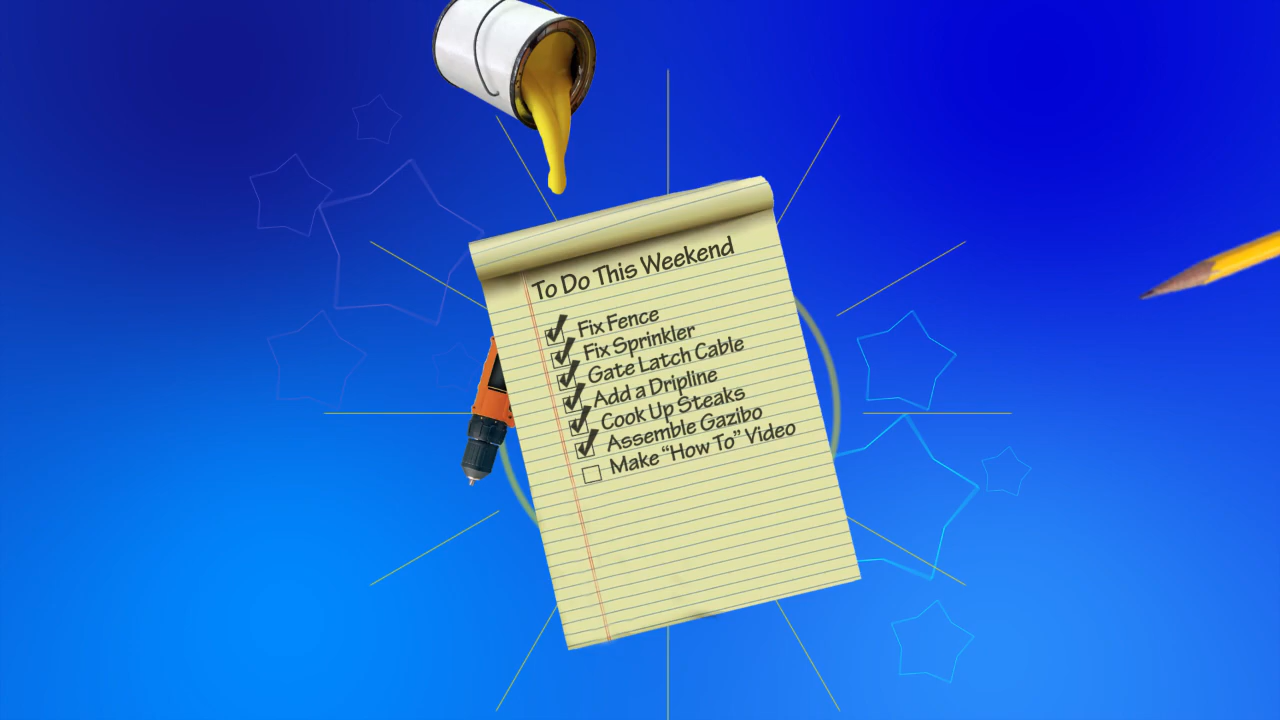 To Do This Weekend
Fix Fence
Fix Sprinkler
Gate Latch Cable
Add a Dripline
Cook Up Steaks
Assemble Gazibo
Make “How To” Video